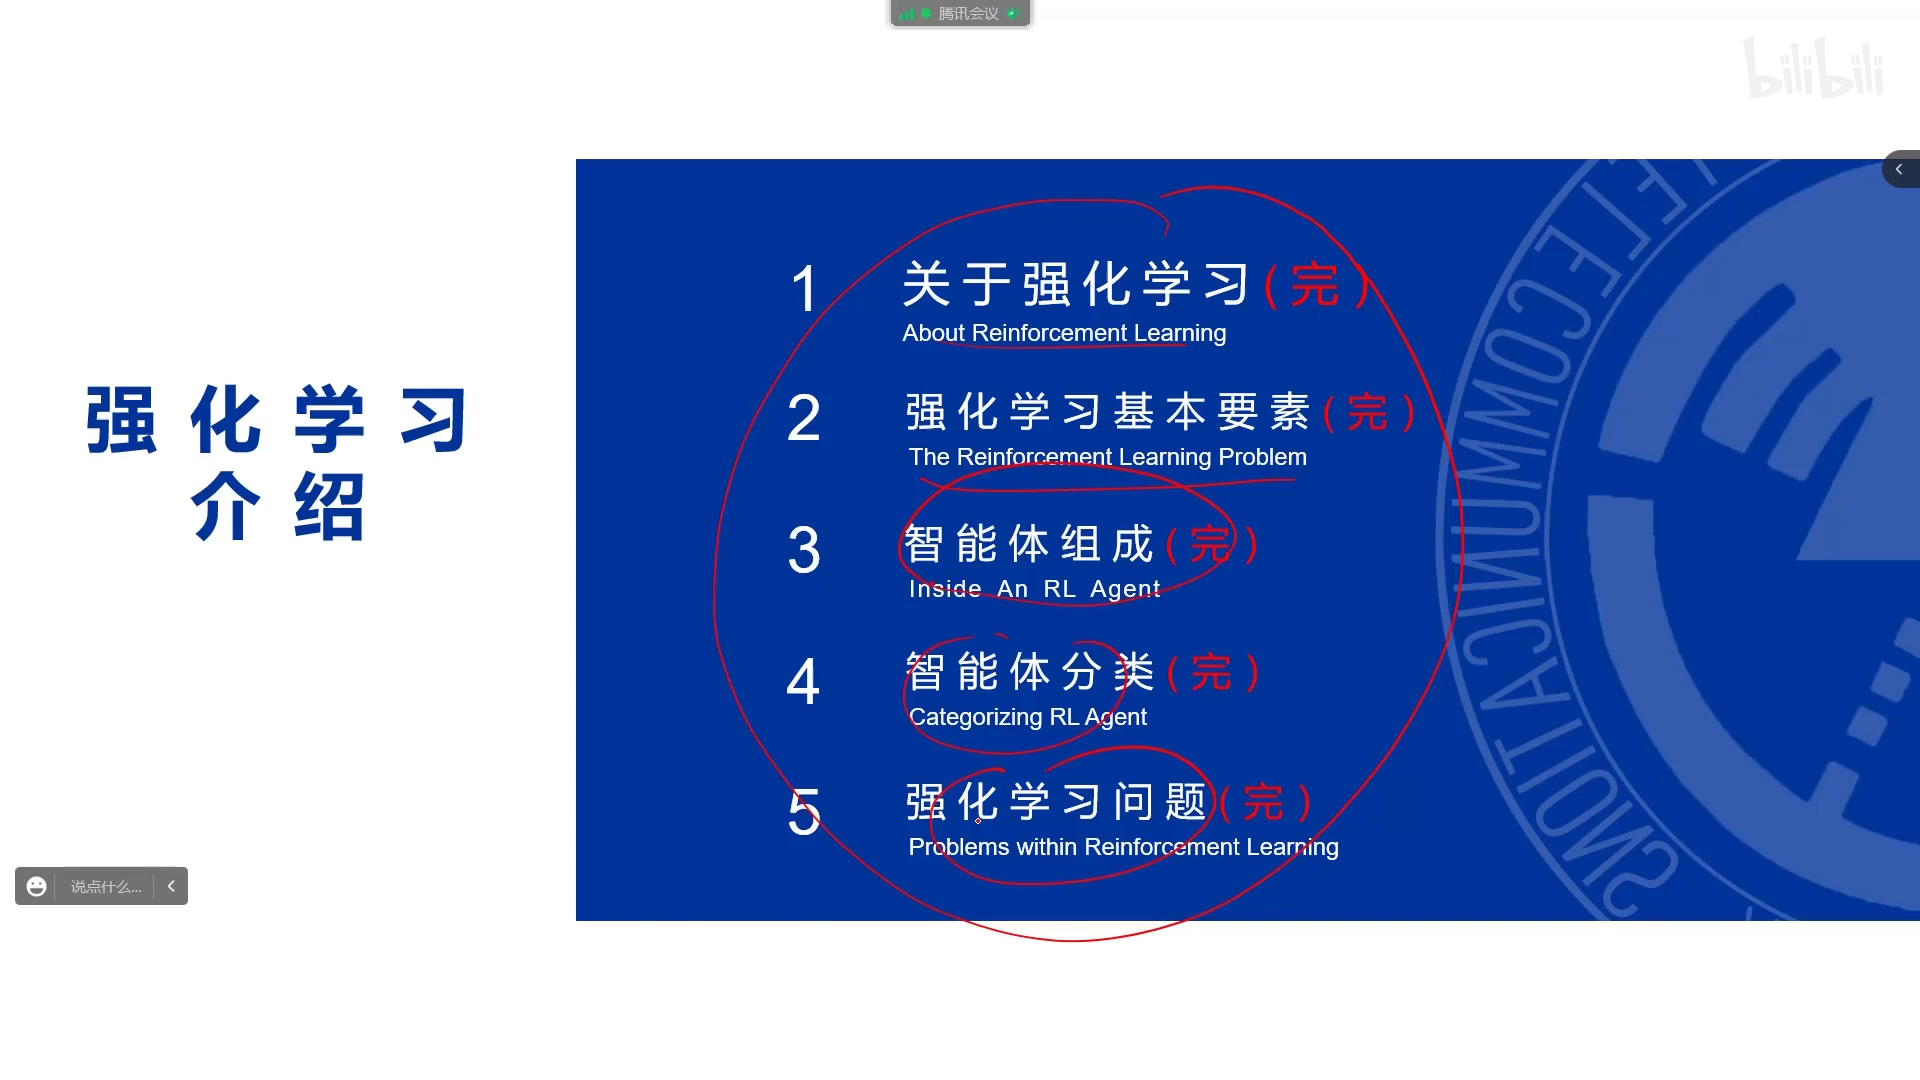 腾讯会议
bilibili
强化学习
介绍
1
关于强化学习(完)
About Reinforcement Learning
2
强化学习基本要素(完)
The Reinforcement Learning Problem
3
智能体组成(完)
Inside An RL Agent
4
智能体分类(完)
Categorizing RL Agent
5
强化学习问题(完)
Problems within Reinforcement Learning
说点什么...